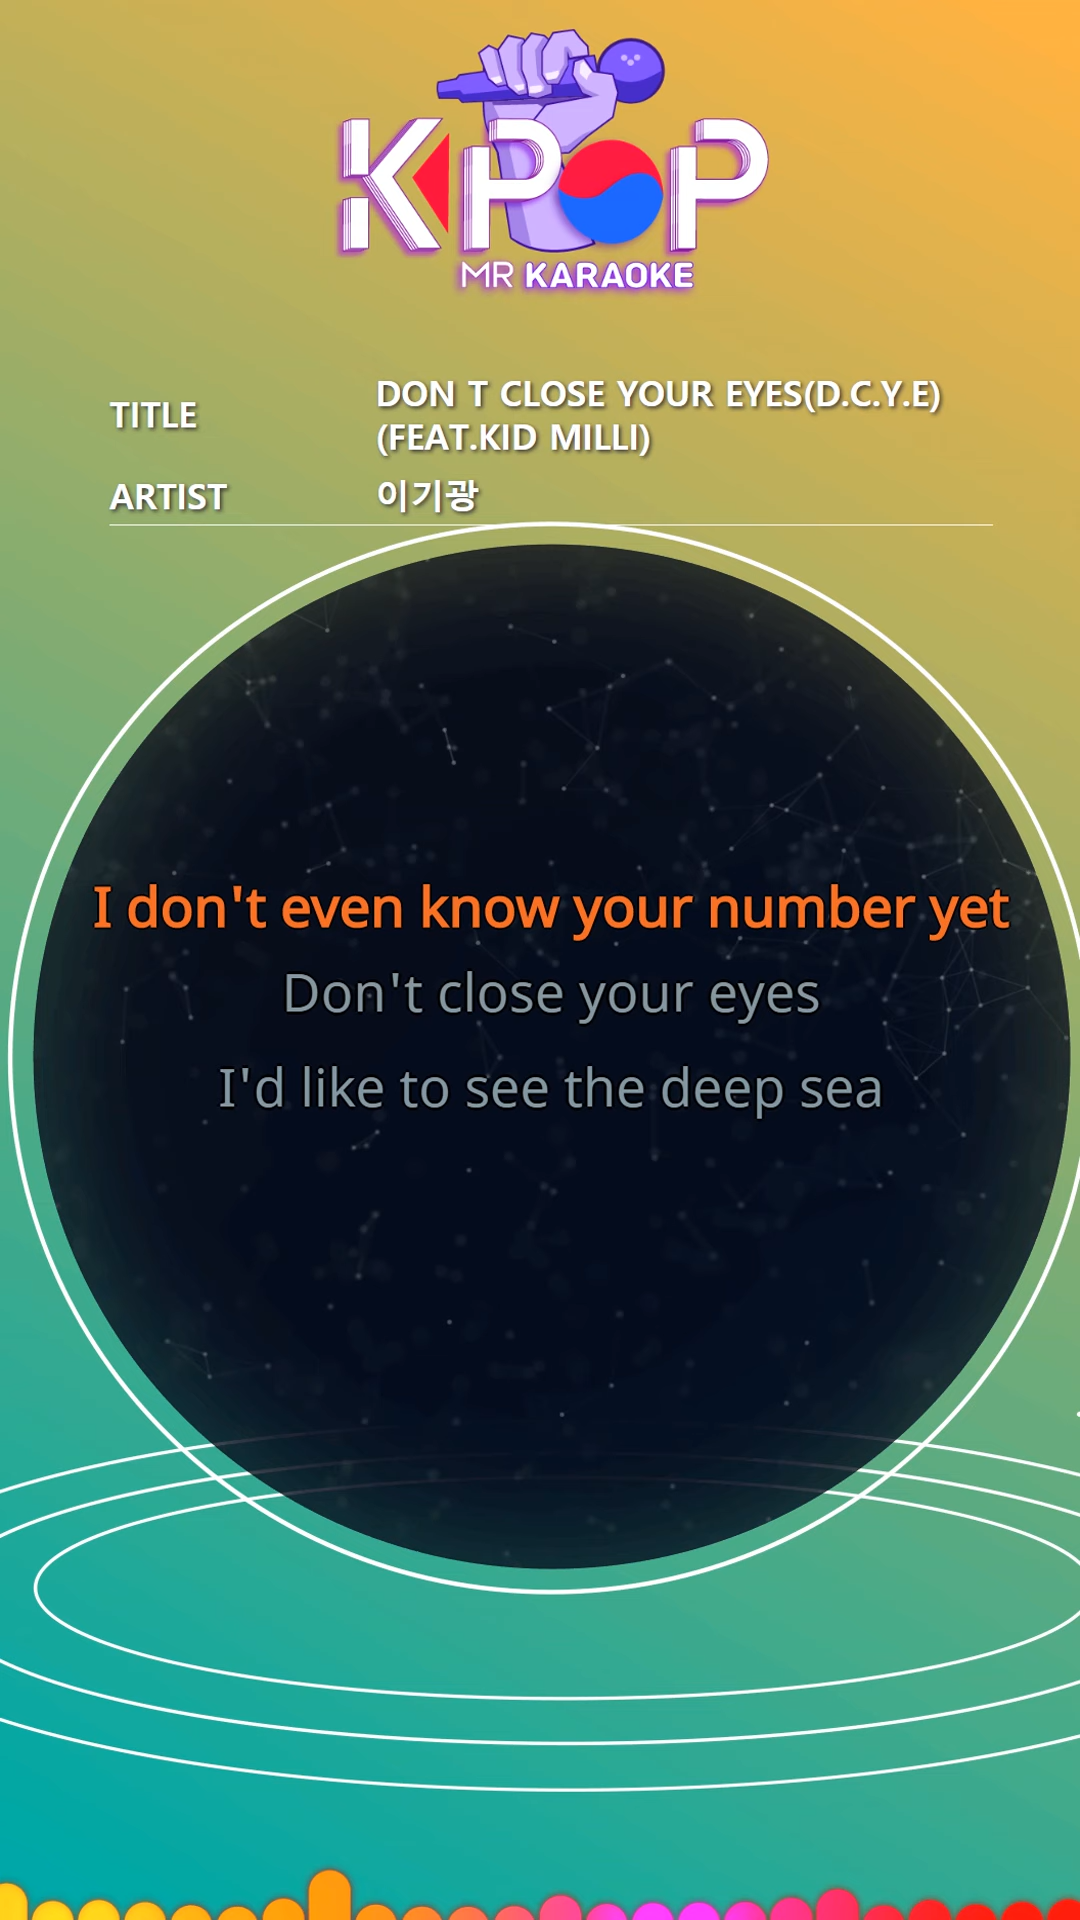 KPOP
MR KARAOKE
TITLE
DON T CLOSE YOUR EYES(D.C.Y.E)
(FEAT.KID MILLI)
ARTIST
이기광
I don't even know your number yet
Don't close your eyes
I'd like to see the deep sea